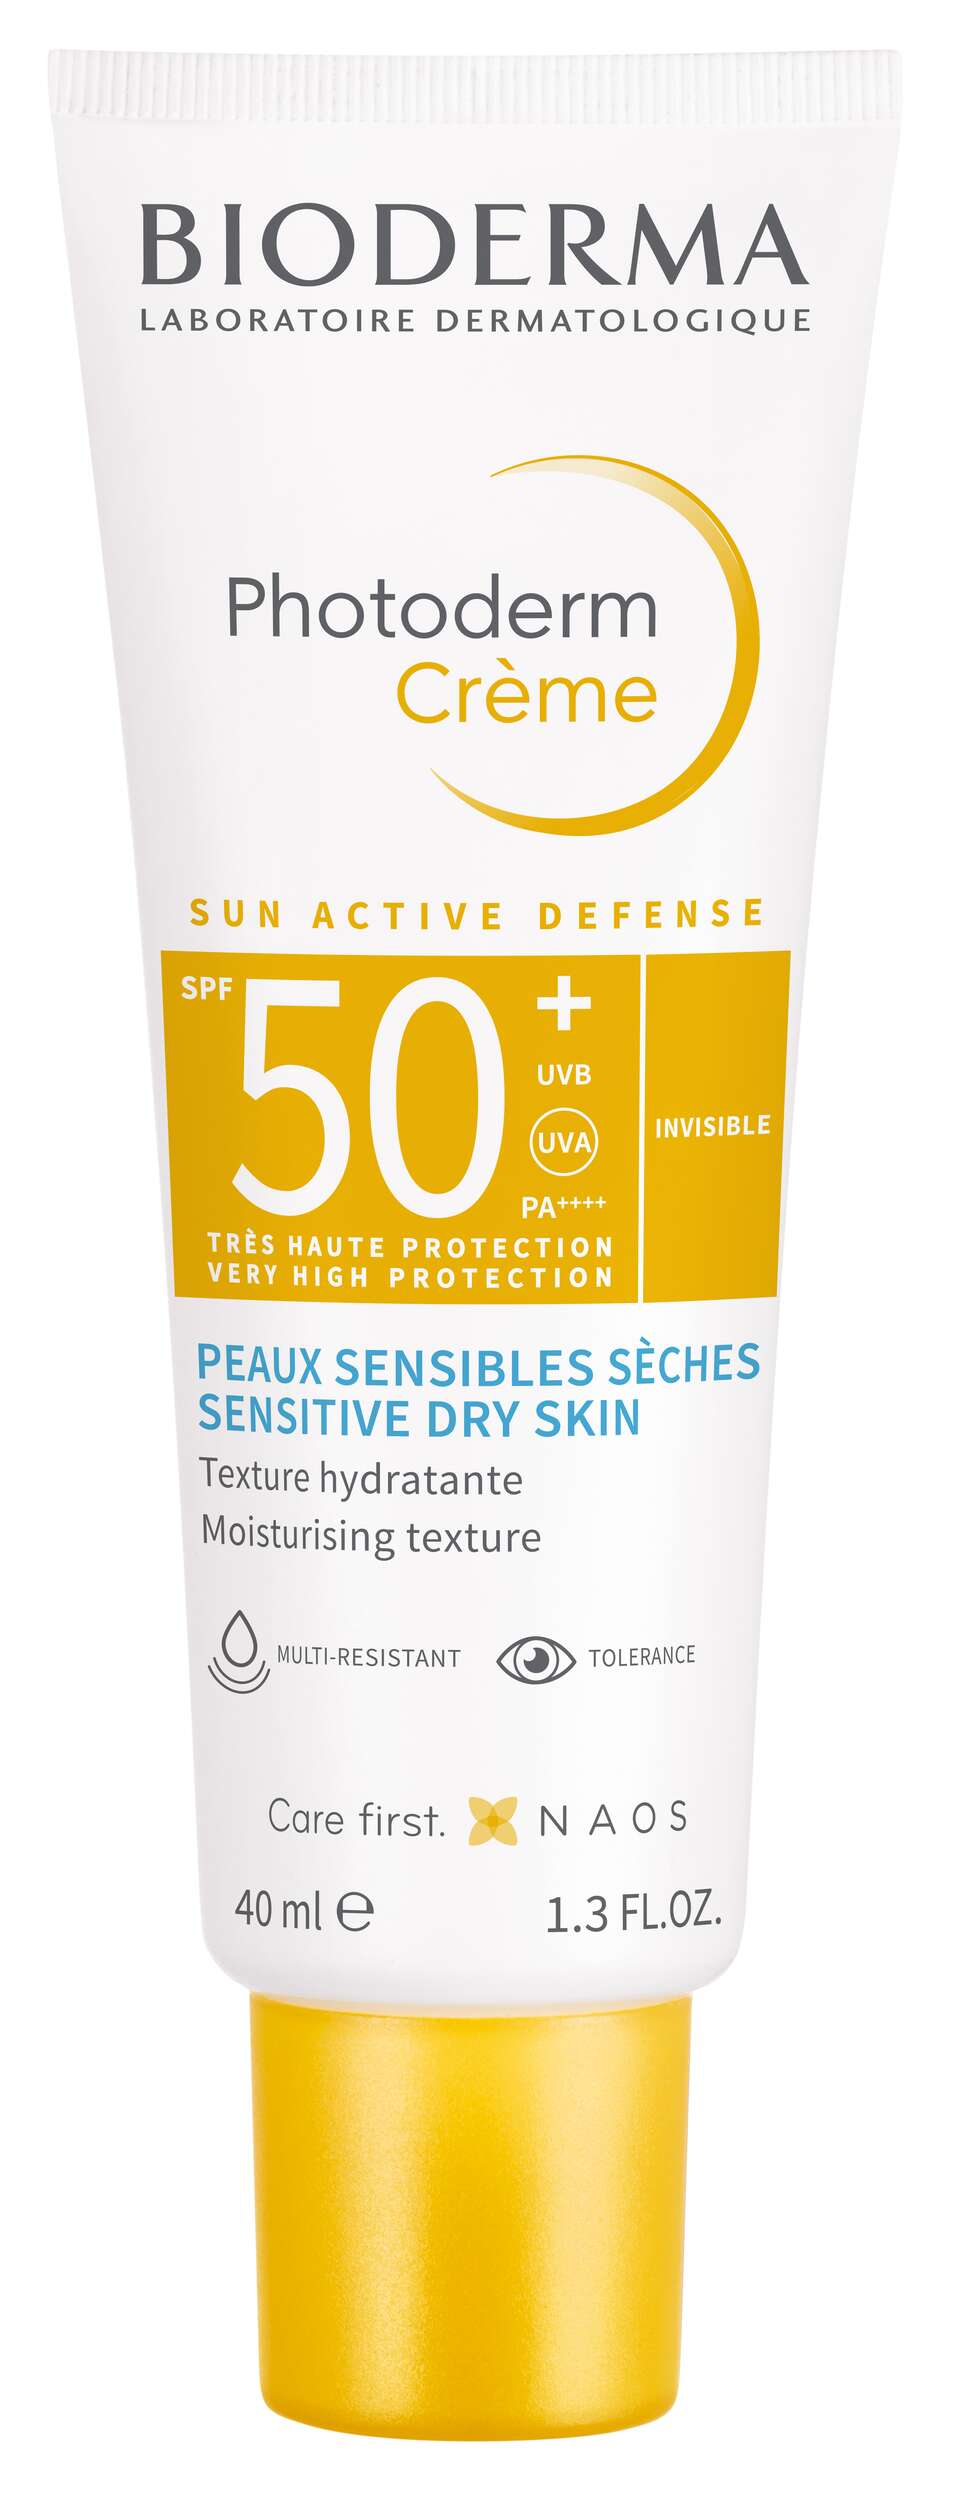 BIODERMA
LABORATOIRE DERMATOLOGIQUE
Photoderm
Crème
SUN ACTIVE DEFENSE
SPF 50+
UVB
UVA
PA++++
INVISIBLE
TRÈS HAUTE PROTECTION
VERY HIGH PROTECTION
PEAUX SENSIBLES SÈCHES
SENSITIVE DRY SKIN
Texture hydratante
Moisturising texture
MULTI-RESISTANT TOLERANCE
Care first. NAOS
40 ml e 1.3 FL.OZ.